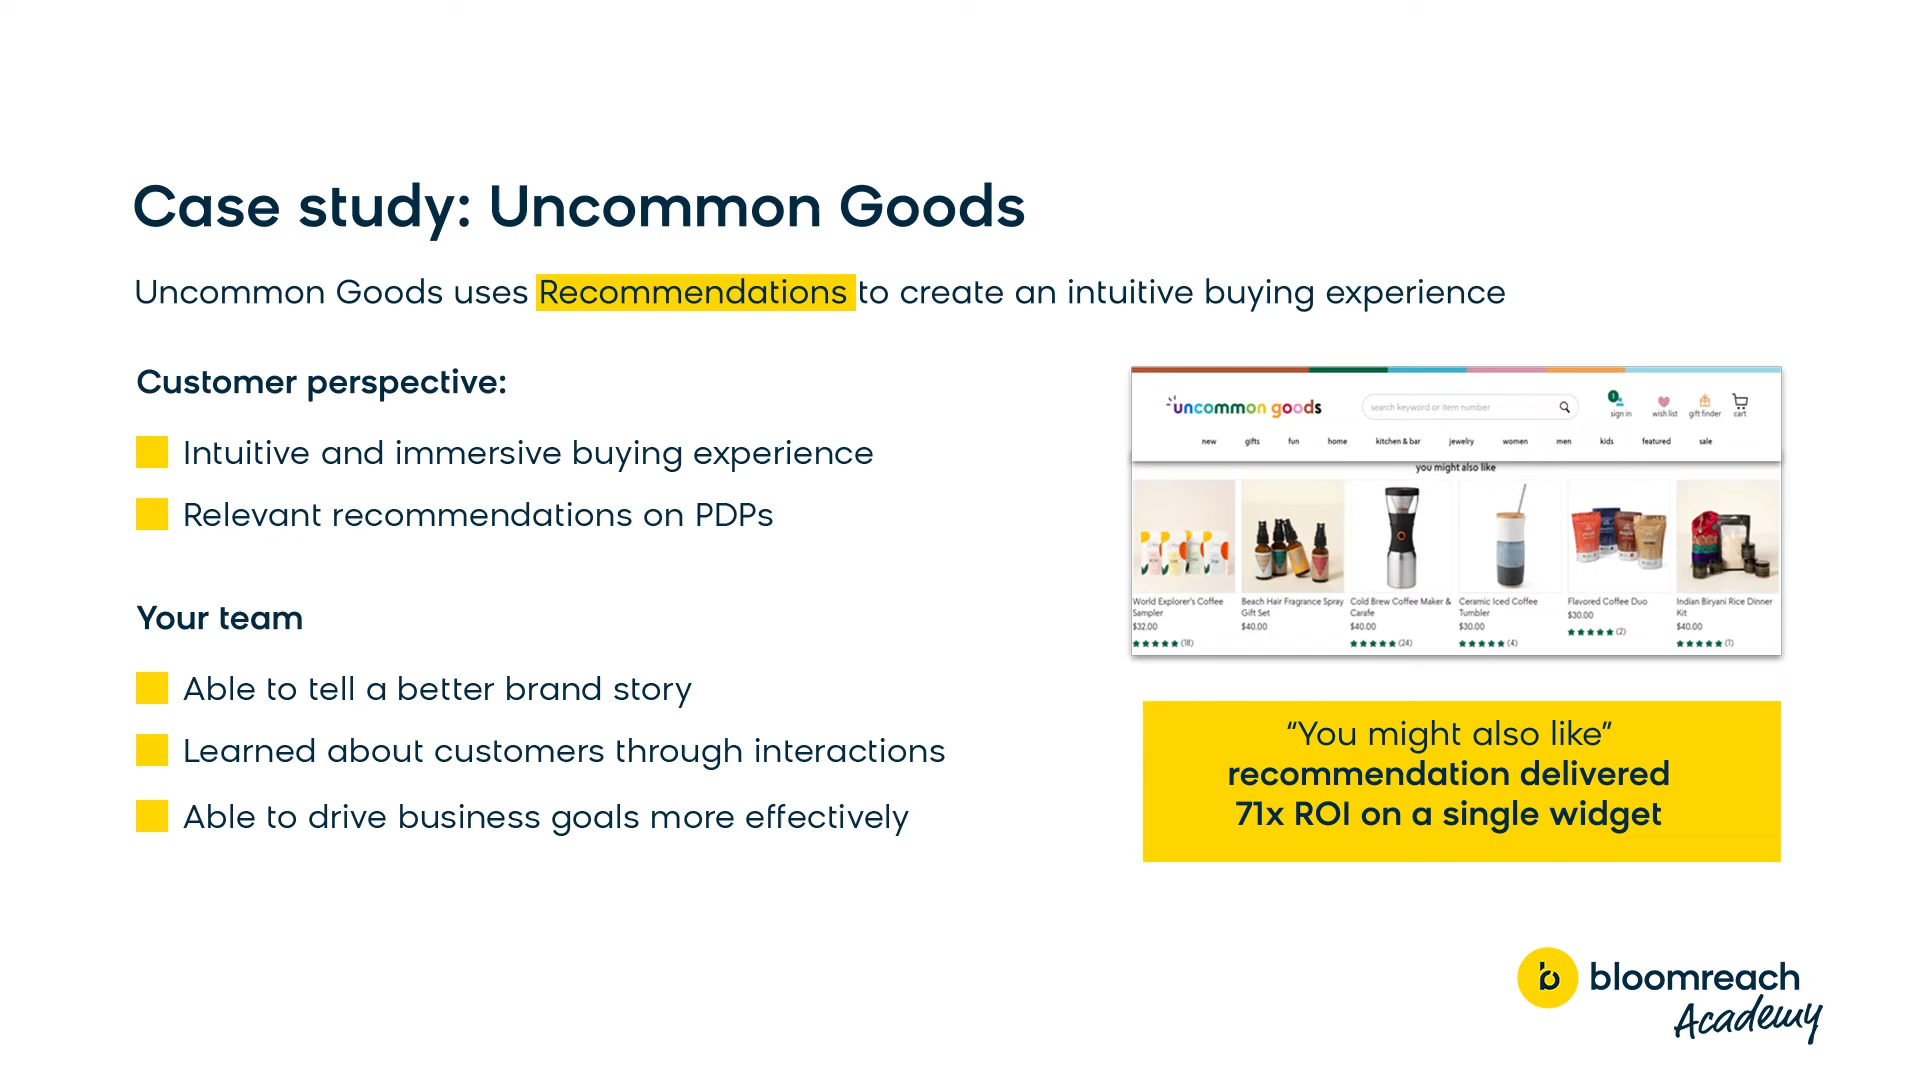 Case study: Uncommon Goods
Uncommon Goods uses Recommendations to create an intuitive buying experience
Customer perspective:
Intuitive and immersive buying experience
Relevant recommendations on PDPs
Your team
Able to tell a better brand story
Learned about customers through interactions
Able to drive business goals more effectively
uncommon goods
search keyword or item number
1
sign in
wish list
gift finder
cart
new gifts fun home kitchen & bar jewelry women men kids featured sale
you might also like
World Explorer's Coffee
Sampler
$32.00
(18)
Beach Hair Fragrance Spray
Gift Set
$40.00
Cold Brew Coffee Maker &
Carafe
$40.00
(24)
Ceramic Iced Coffee
Tumbler
$30.00
(4)
Flavored Coffee Duo
$30.00
(2)
Indian Biryani Rice Dinner
Kit
$40.00
(1)
“You might also like”
recommendation delivered
71x ROI on a single widget
bloomreach
Academy